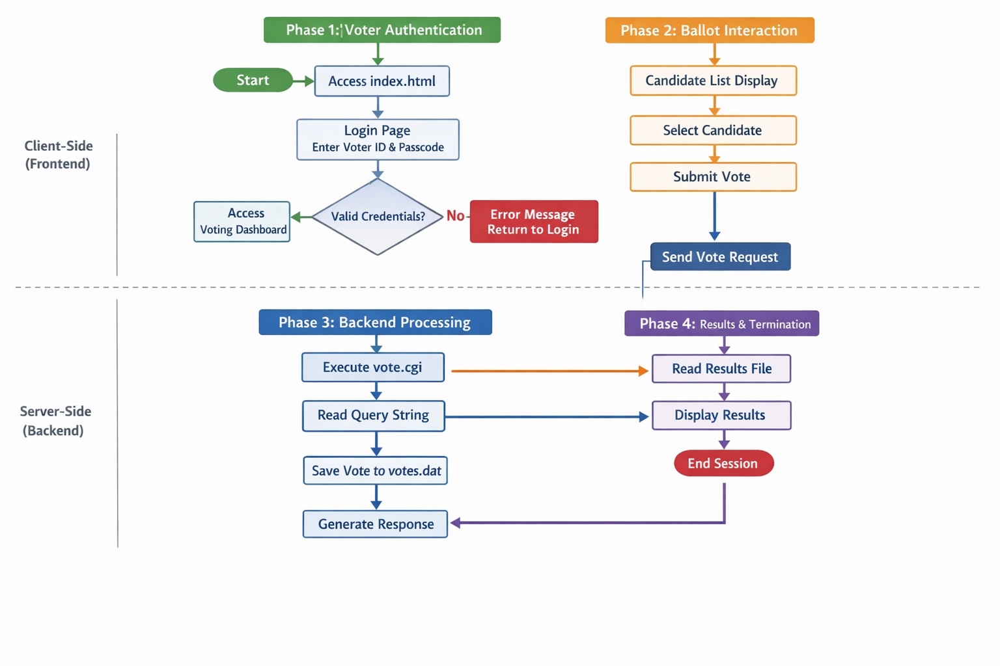 Phase 1: Voter Authentication
Start
Access index.html
Login Page
Enter Voter ID & Passcode
Valid Credentials?
Access
Voting Dashboard
No
Error Message
Return to Login
Phase 2: Ballot Interaction
Candidate List Display
Select Candidate
Submit Vote
Send Vote Request
Client-Side
(Frontend)
Phase 3: Backend Processing
Execute vote.cgi
Read Query String
Save Vote to votes.dat
Generate Response
Phase 4: Results & Termination
Read Results File
Display Results
End Session
Server-Side
(Backend)